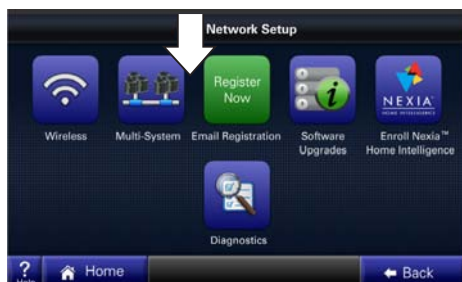 Network Setup
Register
Now
NEXIA
HOME INTELLIGENCE
Wireless
Multi-System
Email Registration
Software
Upgrades
Enroll Nexia™
Home Intelligence
Diagnostics
?
Help
Home
Back